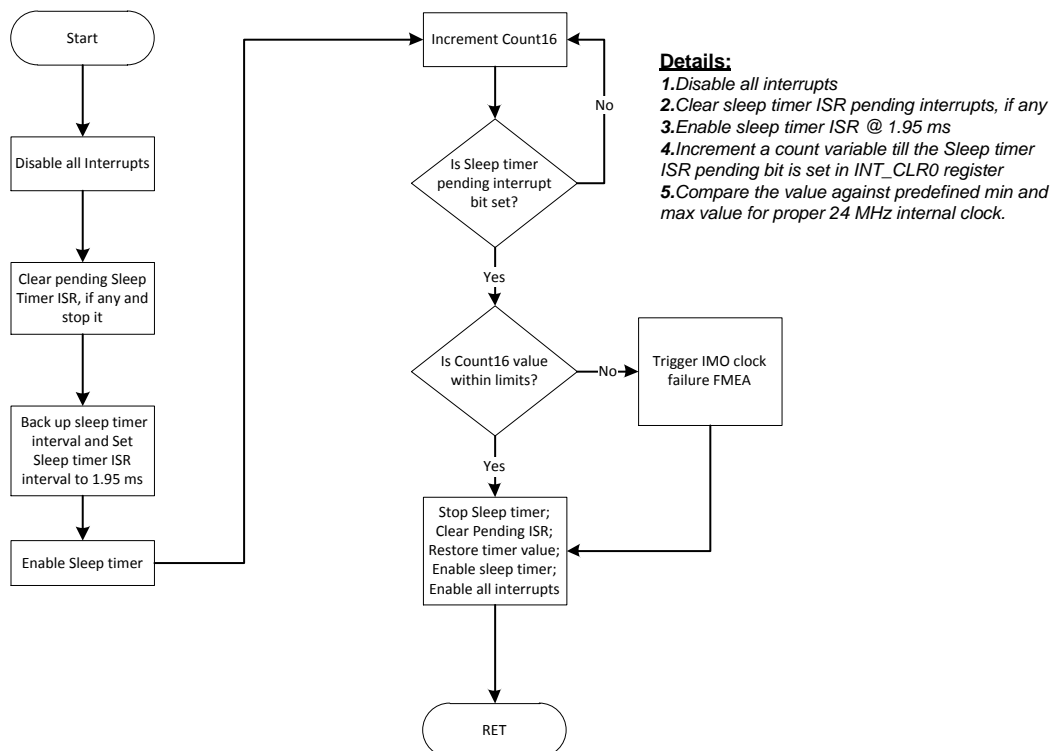 Start
Disable all Interrupts
Clear pending Sleep
Timer ISR, if any and
stop it
Back up sleep timer
interval and Set
Sleep timer ISR
interval to 1.95 ms
Enable Sleep timer
Increment Count16
No
Is Sleep timer
pending interrupt
bit set?
Yes
Is Count16 value
within limits?
No
Trigger IMO clock
failure FMEA
Yes
Stop Sleep timer;
Clear Pending ISR;
Restore timer value;
Enable sleep timer;
Enable all interrupts
RET
Details:
1.Disable all interrupts
2.Clear sleep timer ISR pending interrupts, if any
3.Enable sleep timer ISR @ 1.95 ms
4.Increment a count variable till the Sleep timer
ISR pending bit is set in INT_CLR0 register
5.Compare the value against predefined min and
max value for proper 24 MHz internal clock.